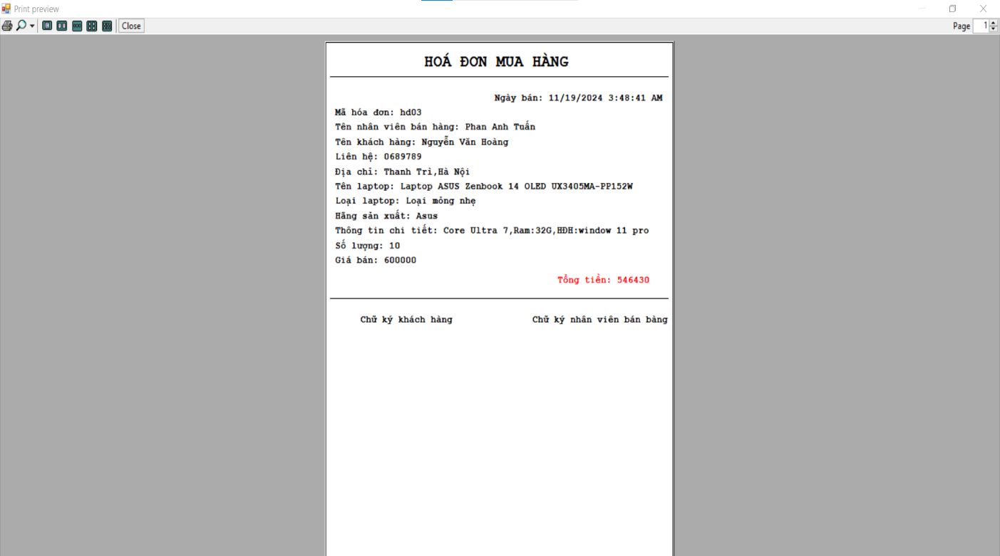 Print preview
Close
Page 1
HOÁ ĐƠN MUA HÀNG
Ngày bán: 11/19/2024 3:48:41 AM
Mã hóa đơn: hd03
Tên nhân viên bán hàng: Phan Anh Tuấn
Tên khách hàng: Nguyễn Văn Hoàng
Liên hệ: 0689789
Địa chỉ: Thanh Trì,Hà Nội
Tên laptop: Laptop ASUS Zenbook 14 OLED UX3405MA-PP152W
Loại laptop: Loại mỏng nhẹ
Hãng sản xuất: Asus
Thông tin chi tiết: Core Ultra 7,Ram:32G,HĐH:window 11 pro
Số lượng: 10
Giá bán: 600000
Tổng tiền: 546430
Chữ ký khách hàng Chữ ký nhân viên bán bàng